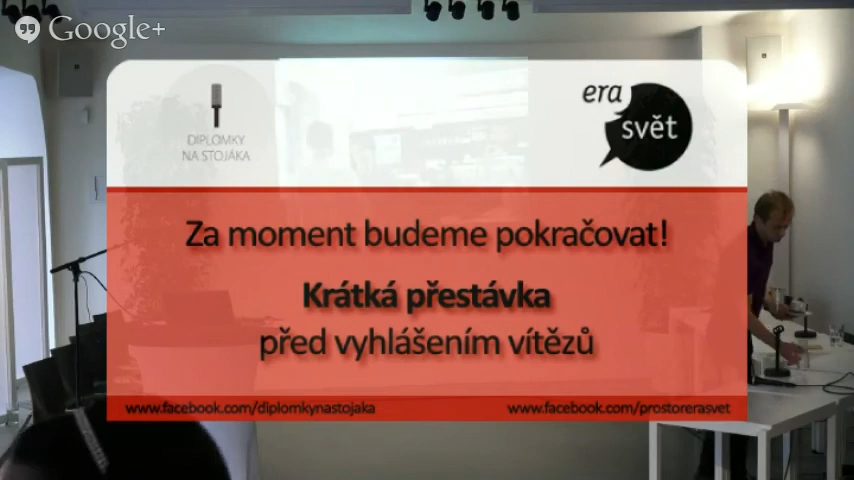 Google+
DIPLOMKY
NA STOJÁKA
era
svět
Za moment budeme pokračovat!
Krátká přestávka
před vyhlášením vítězů
www.facebook.com/diplomkynastojaka
www.facebook.com/prostorerasvet